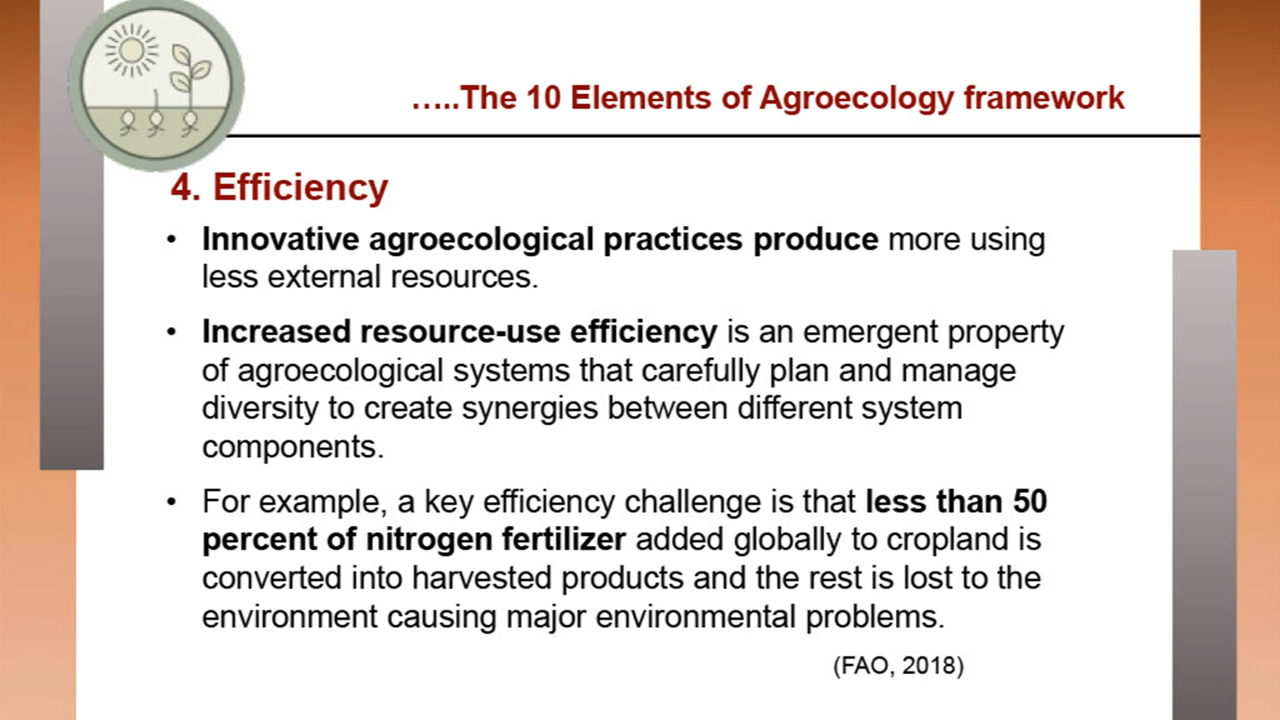 …..The 10 Elements of Agroecology framework
4. Efficiency
• Innovative agroecological practices produce more using
less external resources.
• Increased resource-use efficiency is an emergent property
of agroecological systems that carefully plan and manage
diversity to create synergies between different system
components.
• For example, a key efficiency challenge is that less than 50
percent of nitrogen fertilizer added globally to cropland is
converted into harvested products and the rest is lost to the
environment causing major environmental problems.
(FAO, 2018)